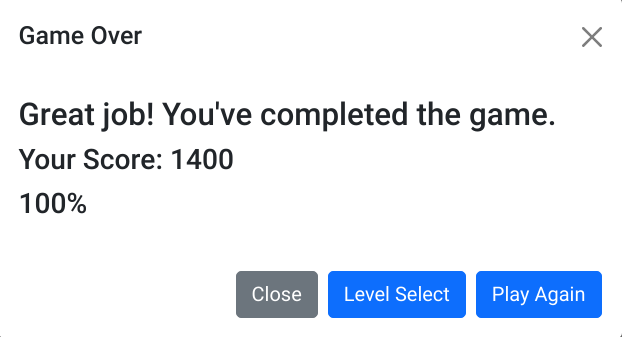 Game Over
Great job! You've completed the game.
Your Score: 1400
100%
Close Level Select Play Again